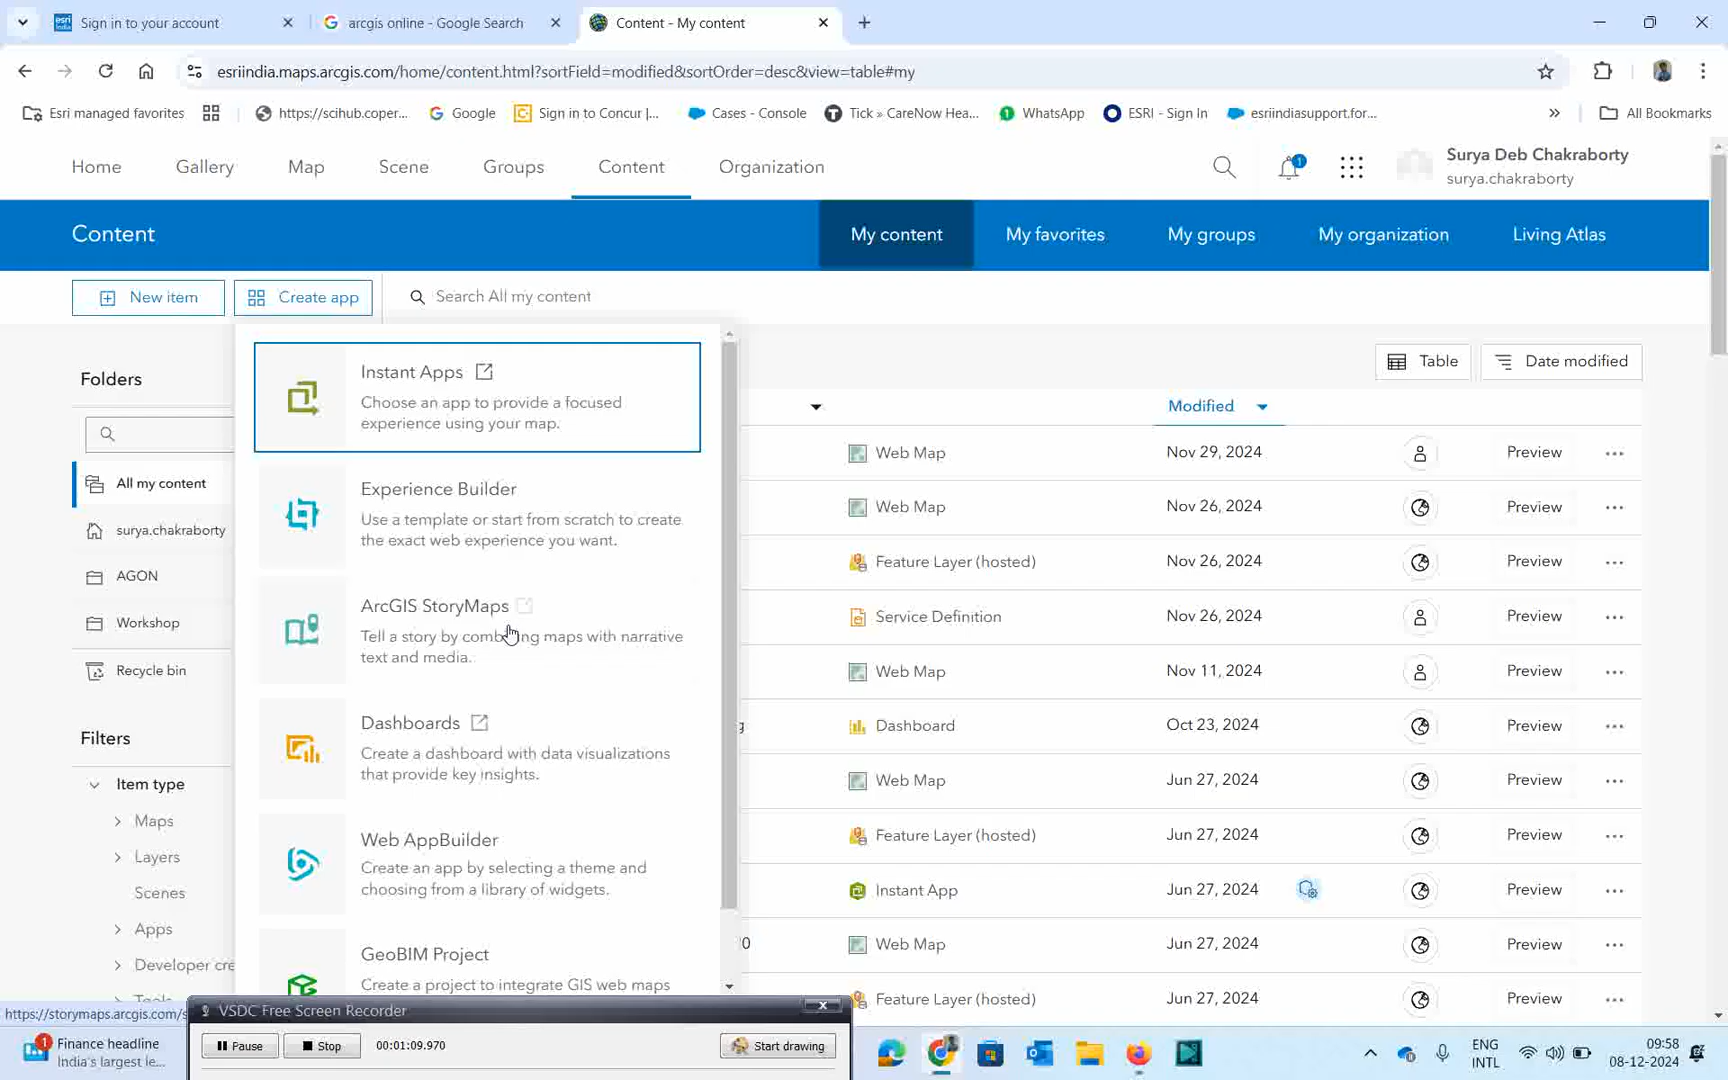 Sign in to your account
arcgis online - Google Search
Content - My content
esriindia.maps.arcgis.com/home/content.html?sortField=modified&sortOrder=desc&view=table#my
Esri managed favorites
https://scihub.coper...
Google
Sign in to Concur |...
Cases - Console
Tick » CareNow Hea...
WhatsApp
ESRI - Sign In
esriindiasupport.for...
»
All Bookmarks
Home
Gallery
Map
Scene
Groups
Content
Organization
1
Surya Deb Chakraborty
surya.chakraborty
Content
My content
My favorites
My groups
My organization
Living Atlas
New item
Create app
Search All my content
Folders
All my content
surya.chakraborty
AGON
Workshop
Recycle bin
Filters
Item type
Maps
Layers
Scenes
Apps
Developer cre
Tools
Instant Apps
Choose an app to provide a focused
experience using your map.
Experience Builder
Use a template or start from scratch to create
the exact web experience you want.
ArcGIS StoryMaps
Tell a story by combining maps with narrative
text and media.
Dashboards
Create a dashboard with data visualizations
that provide key insights.
Web AppBuilder
Create an app by selecting a theme and
choosing from a library of widgets.
GeoBIM Project
Create a project to integrate GIS web maps
Table
Date modified
Modified
Web Map Nov 29, 2024 Preview ...
Web Map Nov 26, 2024 Preview ...
Feature Layer (hosted) Nov 26, 2024 Preview ...
Service Definition Nov 26, 2024 Preview ...
Web Map Nov 11, 2024 Preview ...
g Dashboard Oct 23, 2024 Preview ...
Web Map Jun 27, 2024 Preview ...
Feature Layer (hosted) Jun 27, 2024 Preview ...
Instant App Jun 27, 2024 Preview ...
0 Web Map Jun 27, 2024 Preview ...
Feature Layer (hosted) Jun 27, 2024 Preview ...
https://storymaps.arcgis.com/s
VSDC Free Screen Recorder
Pause
Stop
00:01:09.970
Start drawing
1
Finance headline
India's largest le...
ENG
INTL
09:58
08-12-2024